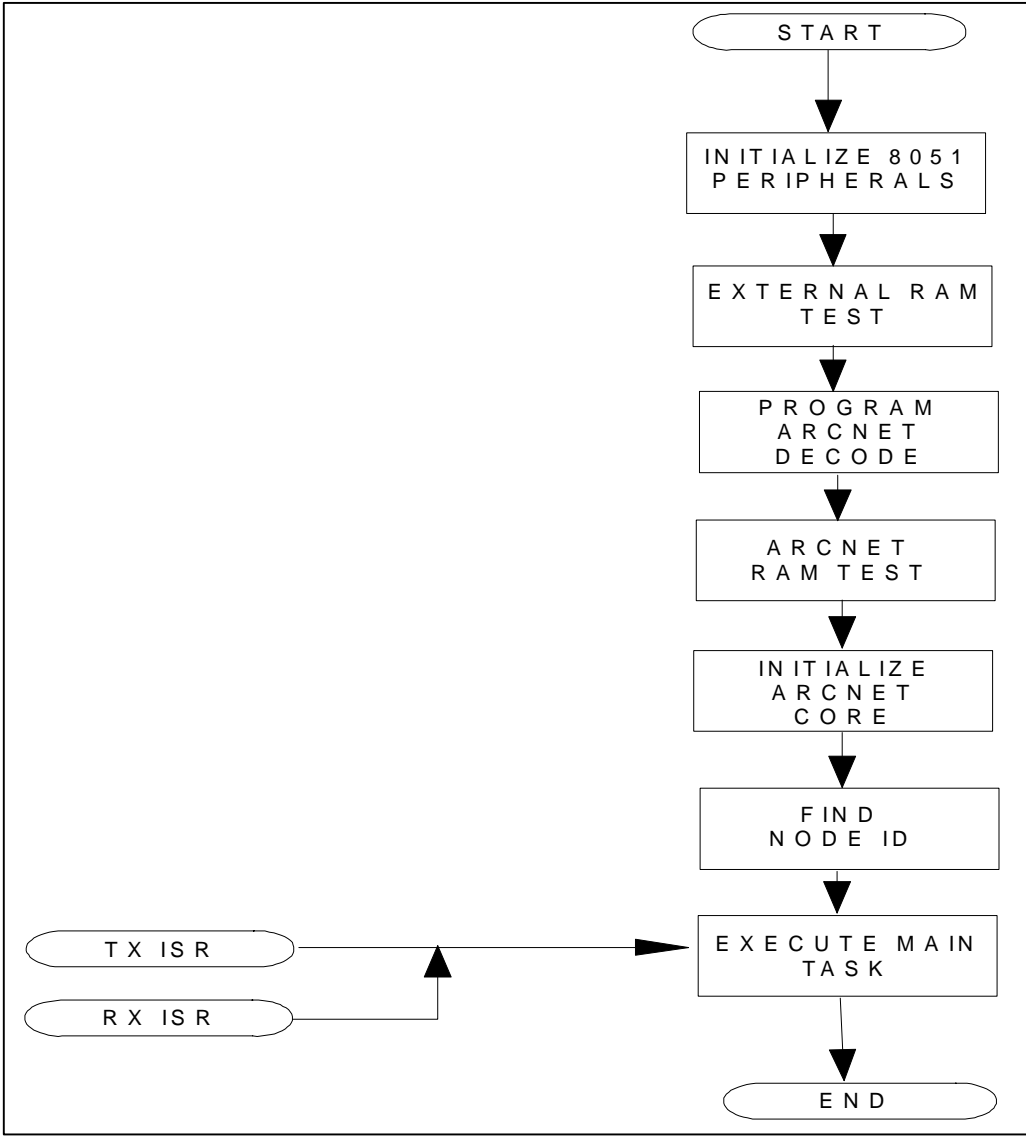 START
INITIALIZE 8051
PERIPHERALS
EXTERNAL RAM
TEST
PROGRAM
ARCNET
DECODE
ARCNET
RAM TEST
INITIALIZE
ARCNET
CORE
FIND
NODE ID
TX ISR
EXECUTE MAIN
TASK
RX ISR
END